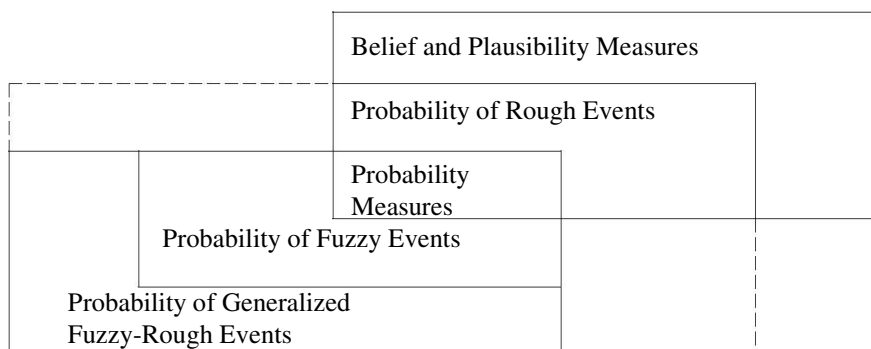 Belief and Plausibility Measures
Probability of Rough Events
Probability
Measures
Probability of Fuzzy Events
Probability of Generalized
Fuzzy-Rough Events